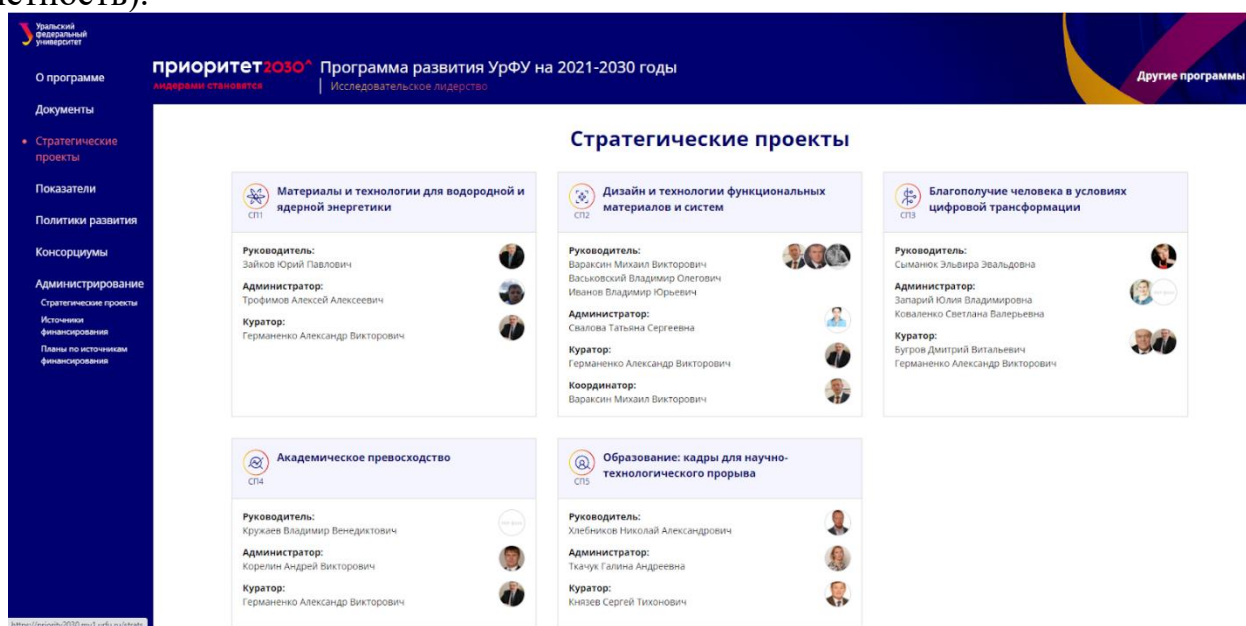 Уральский
федеральный
университет
приоритет2030^
лидерами становятся
Программа развития УрФУ на 2021-2030 годы
Исследовательское лидерство
Другие программы
О программе
Документы
Стратегические
проекты
Показатели
Политики развития
Консорциумы
Администрирование
Стратегические проекты
Источники
финансирования
Планы по источникам
финансирования
Стратегические проекты
СП1
Материалы и технологии для водородной и
ядерной энергетики
Руководитель:
Зайков Юрий Павлович
Администратор:
Трофимов Алексей Алексеевич
Куратор:
Германенко Александр Викторович
СП2
Дизайн и технологии функциональных
материалов и систем
Руководитель:
Вараксин Михаил Викторович
Васьковский Владимир Олегович
Иванов Владимир Юрьевич
Администратор:
Свалова Татьяна Сергеевна
Куратор:
Германенко Александр Викторович
Координатор:
Вараксин Михаил Викторович
СП3
Благополучие человека в условиях
цифровой трансформации
Руководитель:
Сыманюк Эльвира Эвальдовна
Администратор:
Запарий Юлия Владимировна
Коваленко Светлана Валерьевна
Куратор:
Бугров Дмитрий Витальевич
Германенко Александр Викторович
СП4
Академическое превосходство
Руководитель:
Кружаев Владимир Венедиктович
Администратор:
Корелин Андрей Викторович
Куратор:
Германенко Александр Викторович
СП5
Образование: кадры для научно-
технологического прорыва
Руководитель:
Хлебников Николай Александрович
Администратор:
Ткачук Галина Андреевна
Куратор:
Князев Сергей Тихонович